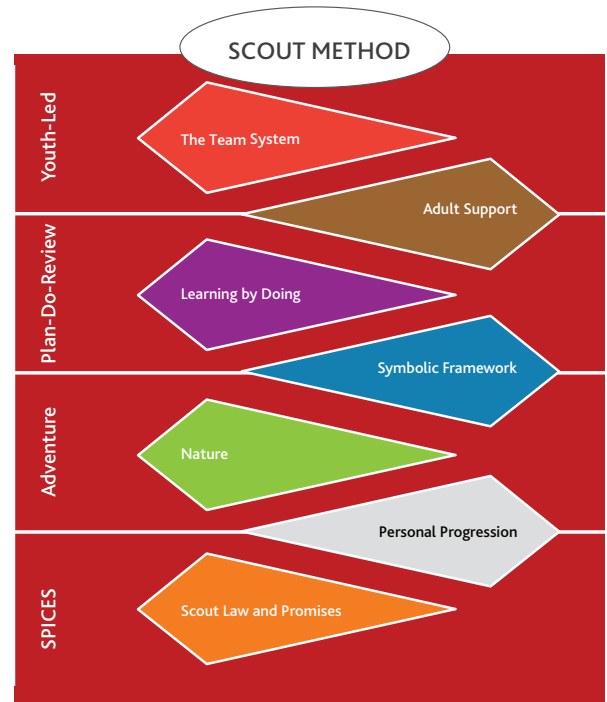 SCOUT METHOD
Youth-Led
The Team System
Adult Support
Plan-Do-Review
Learning by Doing
Symbolic Framework
Adventure
Nature
Personal Progression
SPICES
Scout Law and Promises